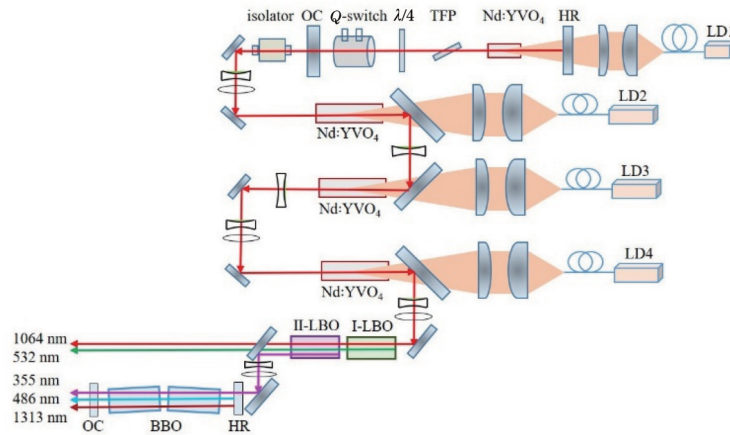 isolator OC Q-switch λ/4 TFP Nd:YVO₄ HR
LD1
LD2
Nd:YVO₄
LD3
Nd:YVO₄
LD4
Nd:YVO₄
II-LBO I-LBO
1064 nm
532 nm
355 nm
486 nm
1313 nm
OC BBO HR